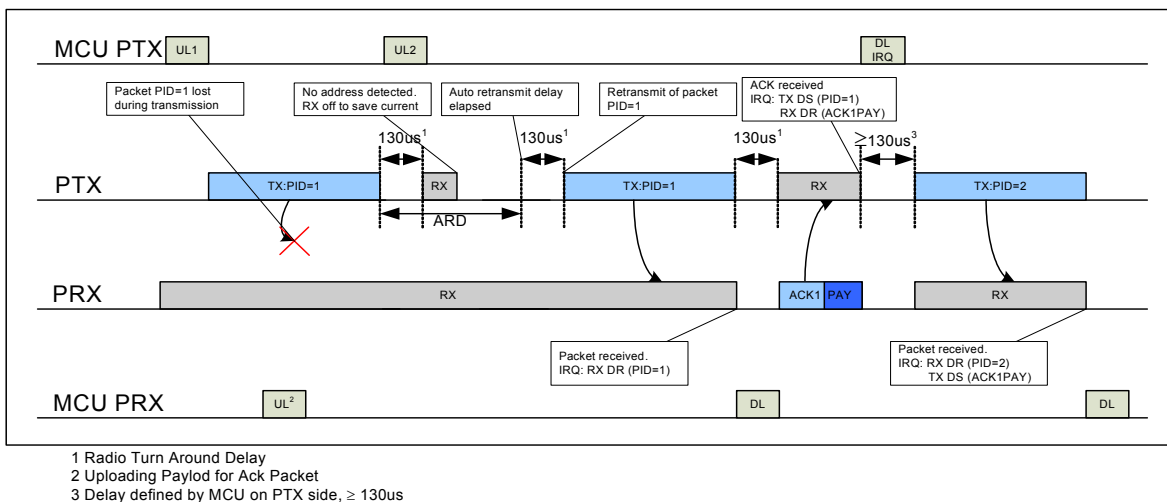 MCU PTX
UL1
UL2
DL
IRQ
Packet PID=1 lost
during transmission
No address detected.
RX off to save current
Auto retransmit delay
elapsed
Retransmit of packet
PID=1
ACK received
IRQ: TX DS (PID=1)
RX DR (ACK1PAY)
130us¹
130us¹
130us¹
≥130us³
PTX
TX:PID=1
RX
TX:PID=1
RX
TX:PID=2
ARD
PRX
RX
ACK1
PAY
RX
Packet received.
IRQ: RX DR (PID=1)
Packet received.
IRQ: RX DR (PID=2)
TX DS (ACK1PAY)
MCU PRX
UL²
DL
DL
1 Radio Turn Around Delay
2 Uploading Paylod for Ack Packet
3 Delay defined by MCU on PTX side, ≥ 130us